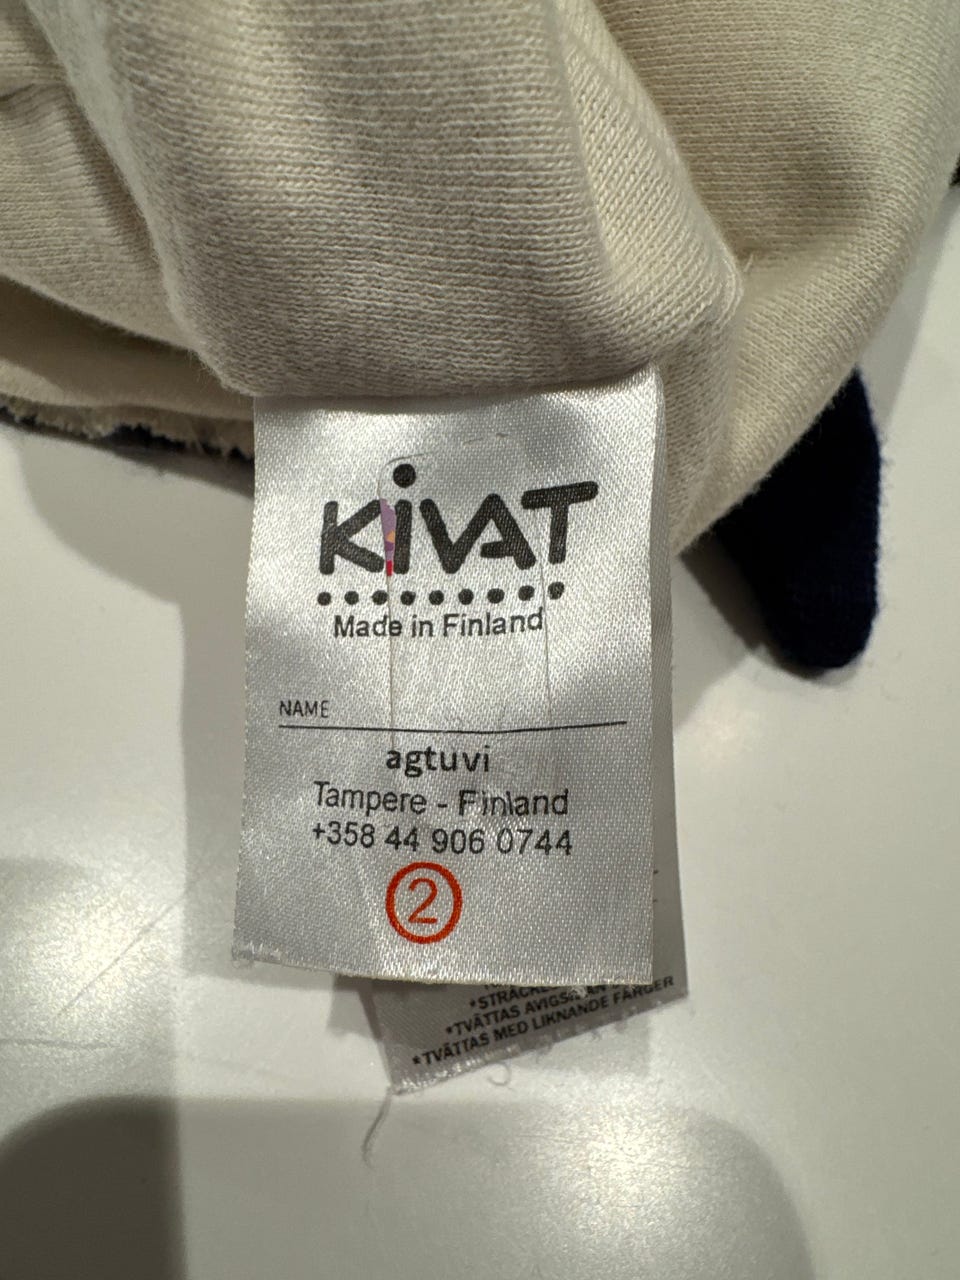 KiVAT
Made in Finland
NAME
agtuvi
Tampere - Finland
+358 44 906 0744
2
*TVÄTTAS AVIGSIDAN
*TVÄTTAS MED LIKNANDE FÄRGER